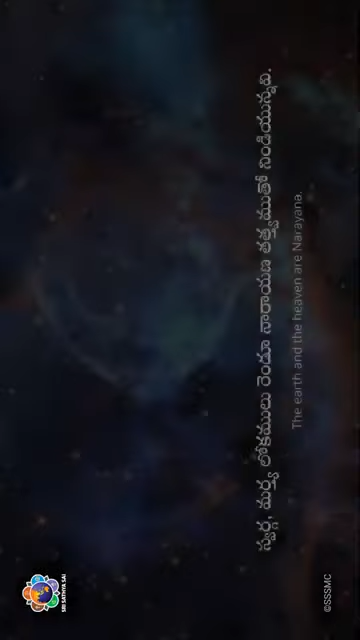 స్వర్గ, మర్త్య లోకములు రెండూ నారాయణ తత్త్వముతో నిండియున్నవి.
The earth and the heaven are Narayana.
SRI SATHYA SAI
©SSSMC